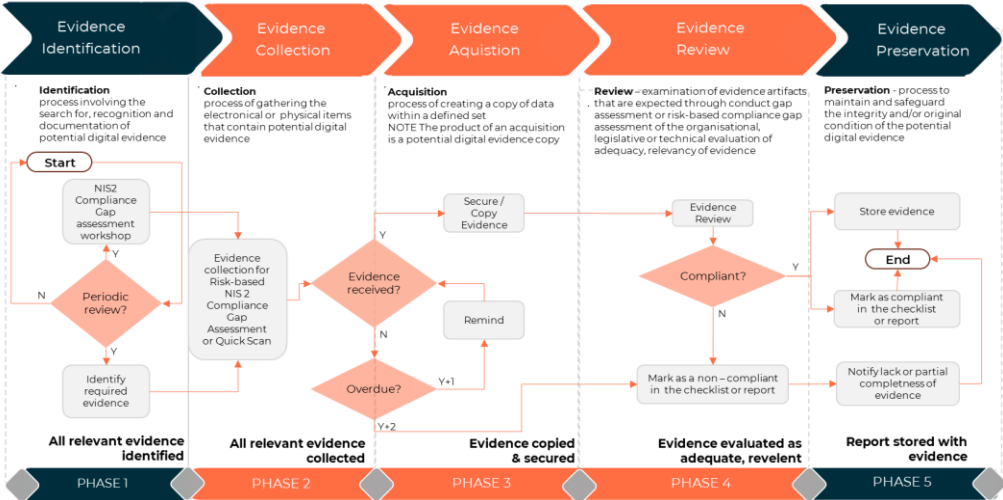 Evidence
Identification
Evidence
Collection
Evidence
Aquistion
Evidence
Review
Evidence
Preservation
Identification
process involving the
search for, recognition and
documentation of
potential digital evidence
Collection
process of gathering the
electronical or physical items
that contain potential digital
evidence
Acquisition
process of creating a copy of data
within a defined set
NOTE The product of an acquisition
is a potential digital evidence copy
Review – examination of evidence artifacts
that are expected through conduct gap
assessment or risk-based compliance gap
assessment of the organisational,
legislative or technical evaluation of
adequacy, relevancy of evidence
Preservation - process to
maintain and safeguard
the integrity and/or original
condition of the potential
digital evidence
Start
NIS2
Compliance
Gap
assessment
workshop
Y
N
Periodic
review?
Y
Identify
required
evidence
Evidence
collection for
Risk-based
NIS 2
Compliance
Gap
Assessment
or Quick Scan
Y
Evidence
received?
N
Overdue?
Y+1
Y+2
Secure /
Copy
Evidence
Remind
Evidence
Review
Compliant?
Y
N
Mark as a non – compliant
in the checklist or report
Store evidence
End
Mark as compliant
in the checklist
or report
Notify lack or partial
completness of
evidence
All relevant evidence
identified
All relevant evidence
collected
Evidence copied
& secured
Evidence evaluated as
adequate, revelent
Report stored with
evidence
PHASE 1
PHASE 2
PHASE 3
PHASE 4
PHASE 5